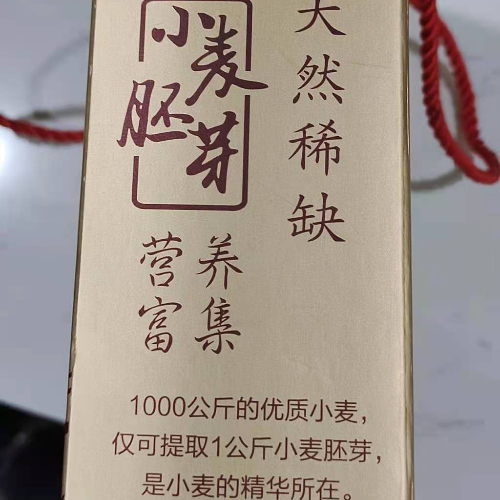 小麦
胚芽
天然稀缺
营养
富集
1000公斤的优质小麦，
仅可提取1公斤小麦胚芽，
是小麦的精华所在。